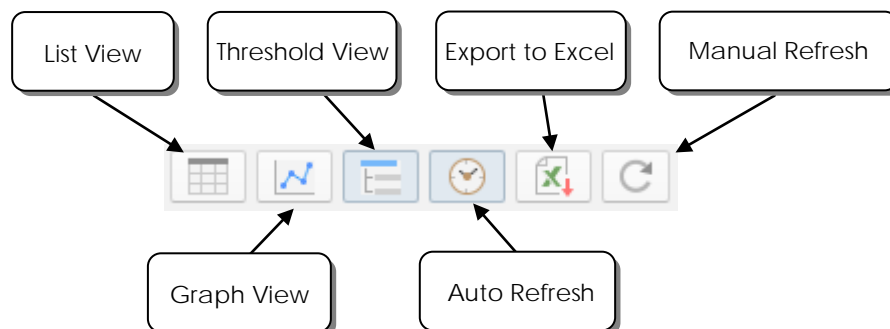 List View
Threshold View
Export to Excel
Manual Refresh
Graph View
Auto Refresh